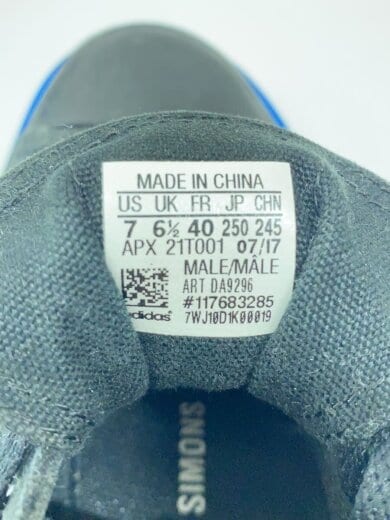 MADE IN CHINA
US UK FR JP CHN
7 6½ 40 250 245
APX 21T001 07/17
MALE/MÂLE
ART DA9296
#117683285
adidas® 7WJ10D1K00019
SIMONS